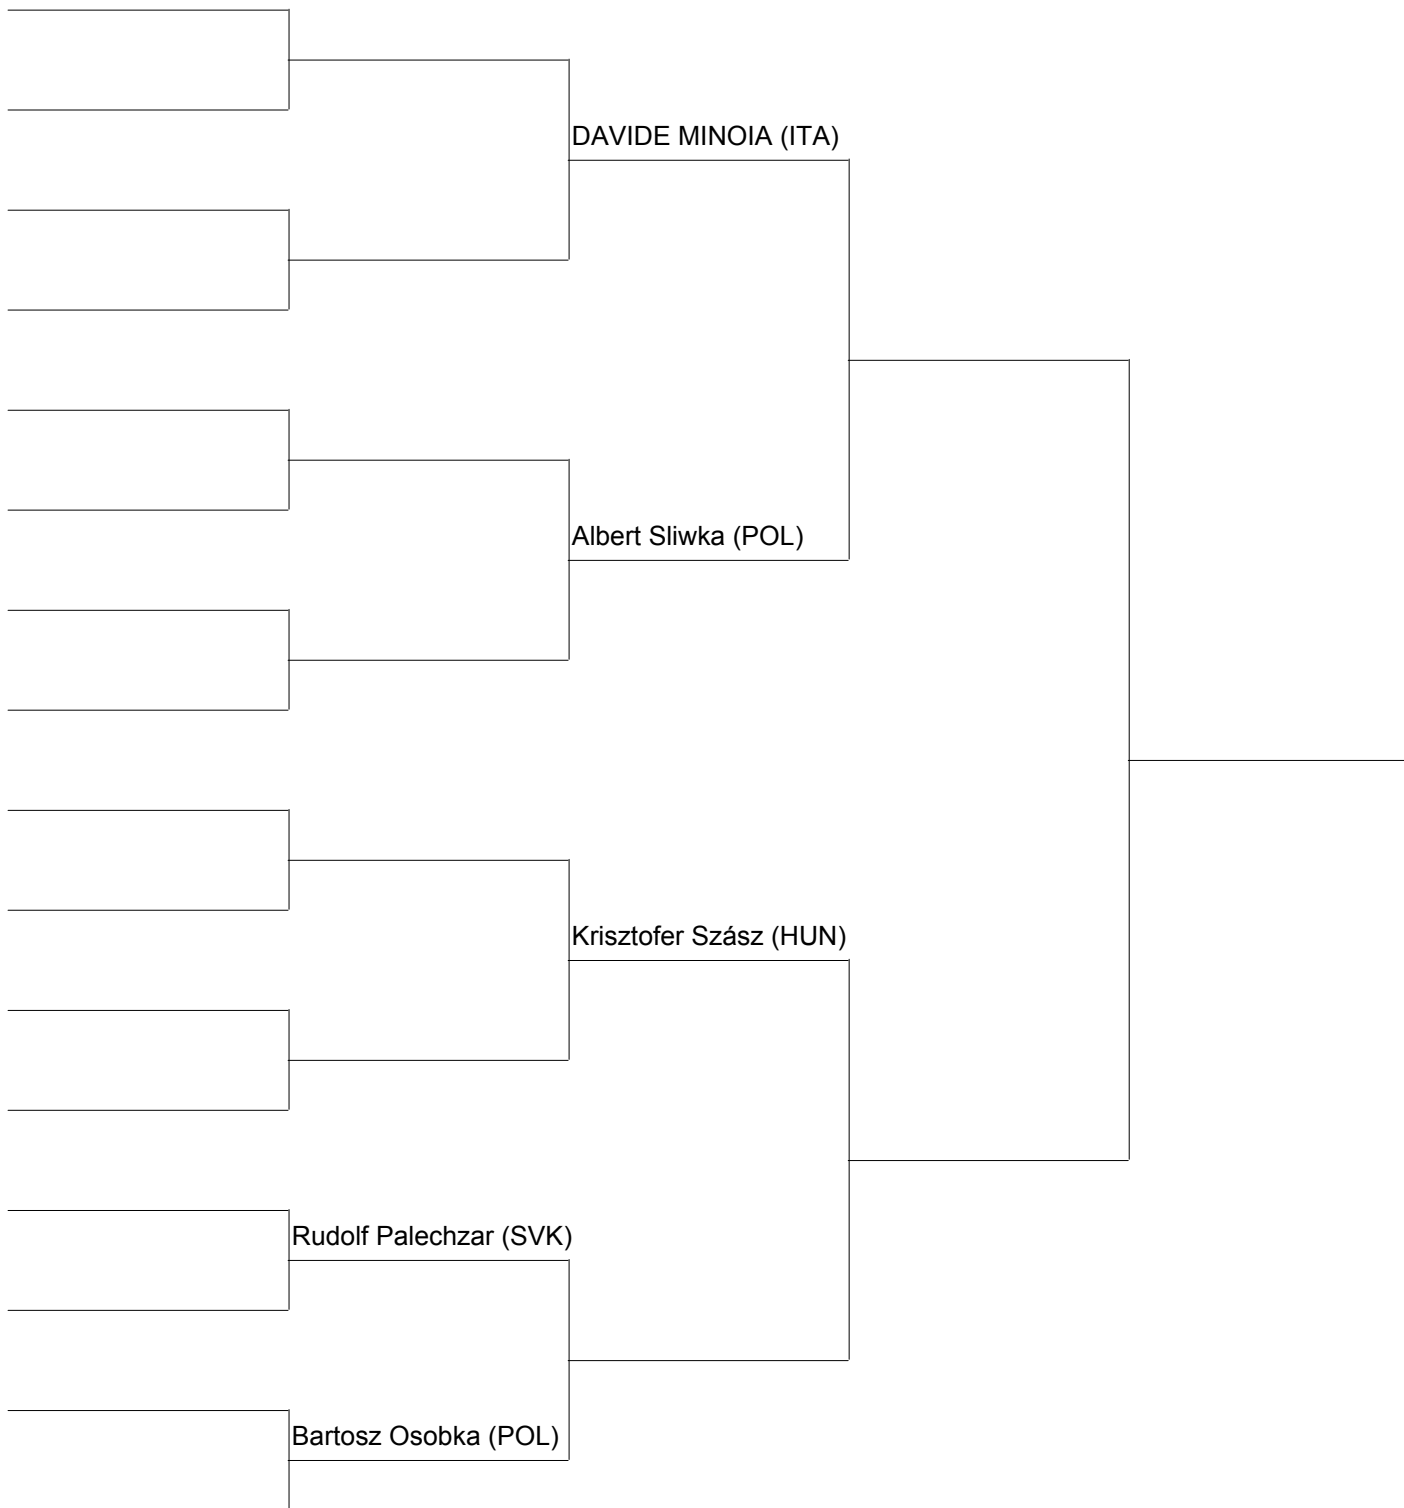 DAVIDE MINOIA (ITA)
Albert Sliwka (POL)
Krisztofer Szász (HUN)
Rudolf Palechzar (SVK)
Bartosz Osobka (POL)